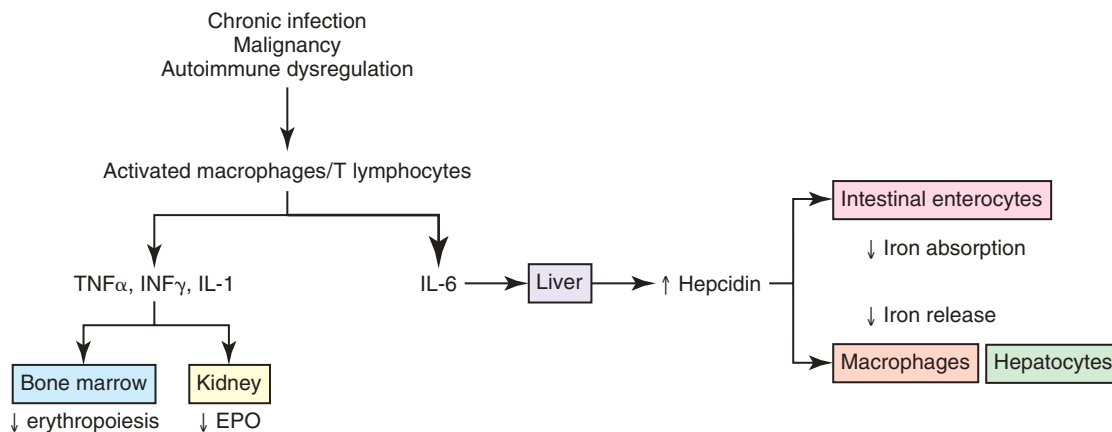 Chronic infection
Malignancy
Autoimmune dysregulation
Activated macrophages/T lymphocytes
TNFα, INFγ, IL-1
IL-6
Liver
↑ Hepcidin
Intestinal enterocytes
↓ Iron absorption
↓ Iron release
Macrophages
Hepatocytes
Bone marrow
↓ erythropoiesis
Kidney
↓ EPO